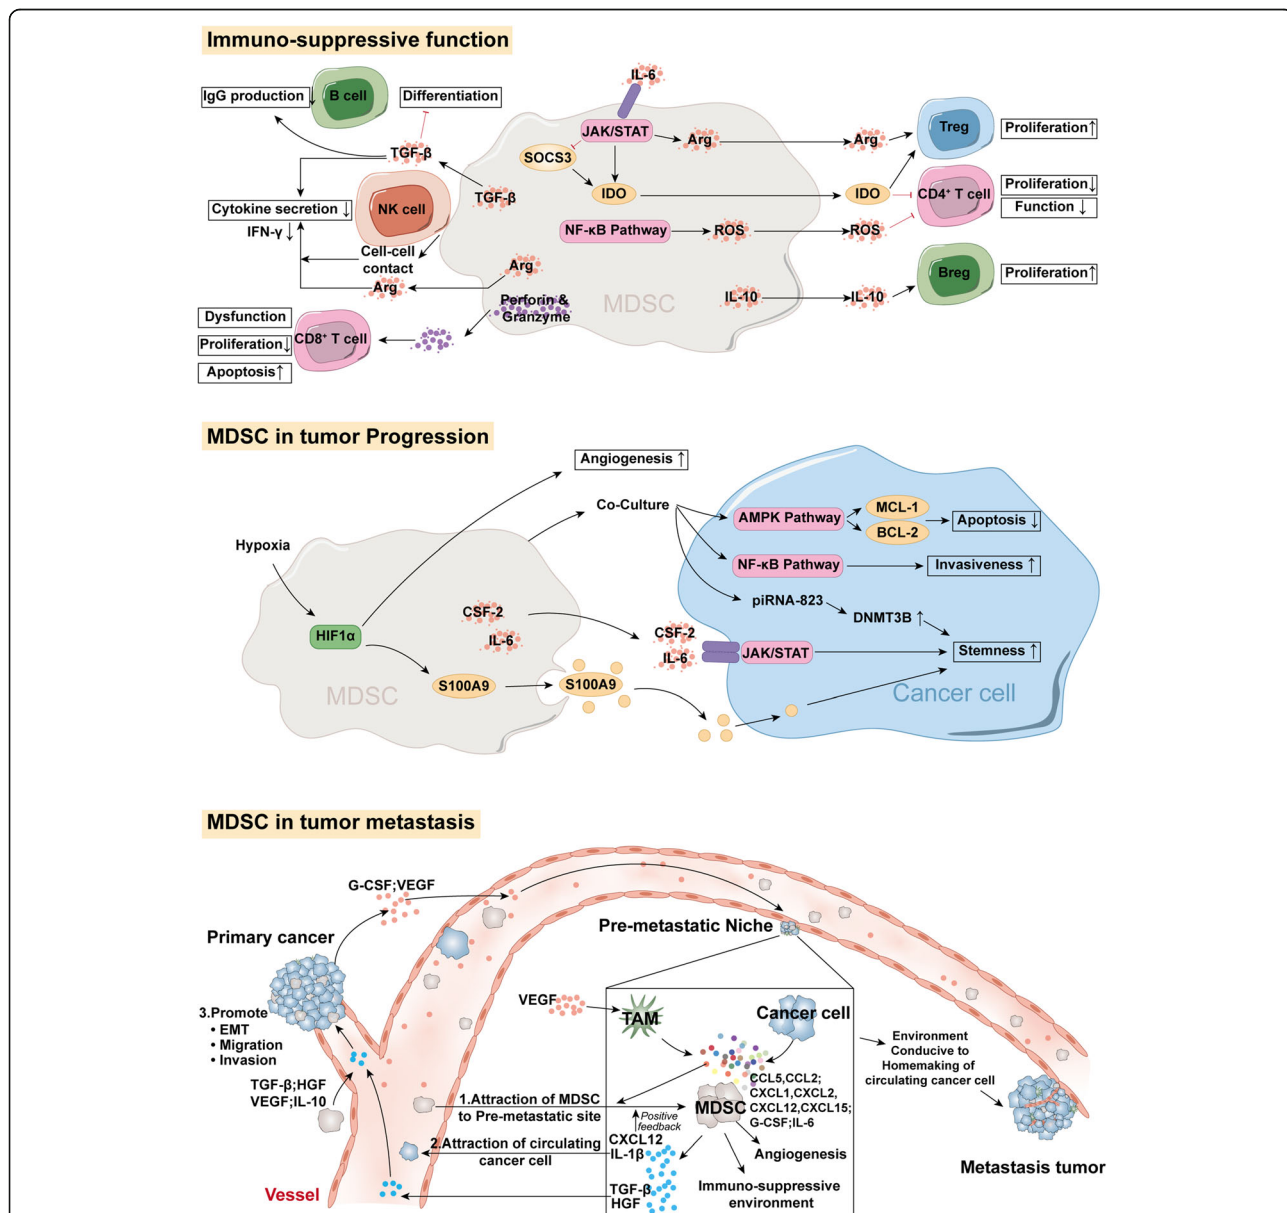 Immuno-suppressive function
IL-6
IgG production ↓
B cell
Differentiation
JAK/STAT
Arg
Arg
Treg
Proliferation↑
TGF-β
SOCS3
TGF-β
IDO
IDO
CD4⁺ T cell
Proliferation↓
Function ↓
Cytokine secretion ↓
NK cell
IFN-γ ↓
NF-κB Pathway
ROS
ROS
Cell-cell
contact
Arg
Arg
Breg
Proliferation↑
Perforin &
Granzyme
MDSC
IL-10
IL-10
Dysfunction
Proliferation↓
CD8⁺ T cell
Apoptosis↑
MDSC in tumor Progression
Angiogenesis ↑
Co-Culture
AMPK Pathway
MCL-1
BCL-2
Apoptosis ↓
Hypoxia
NF-κB Pathway
Invasiveness ↑
piRNA-823
DNMT3B ↑
HIF1α
CSF-2
IL-6
CSF-2
IL-6
JAK/STAT
Stemness ↑
MDSC
S100A9
S100A9
Cancer cell
MDSC in tumor metastasis
G-CSF;VEGF
Primary cancer
Pre-metastatic Niche
VEGF
TAM
Cancer cell
3.Promote
• EMT
• Migration
• Invasion
Environment
Conducive to
Homemaking of
circulating cancer cell
TGF-β;HGF
VEGF;IL-10
1.Attraction of MDSC
to Pre-metastatic site
MDSC
CCL5,CCL2;
CXCL1,CXCL2,
CXCL12,CXCL15;
G-CSF;IL-6
Positive
feedback
2.Attraction of circulating
cancer cell
CXCL12
IL-1β
Angiogenesis
Metastasis tumor
Vessel
TGF-β
HGF
Immuno-suppressive
environment